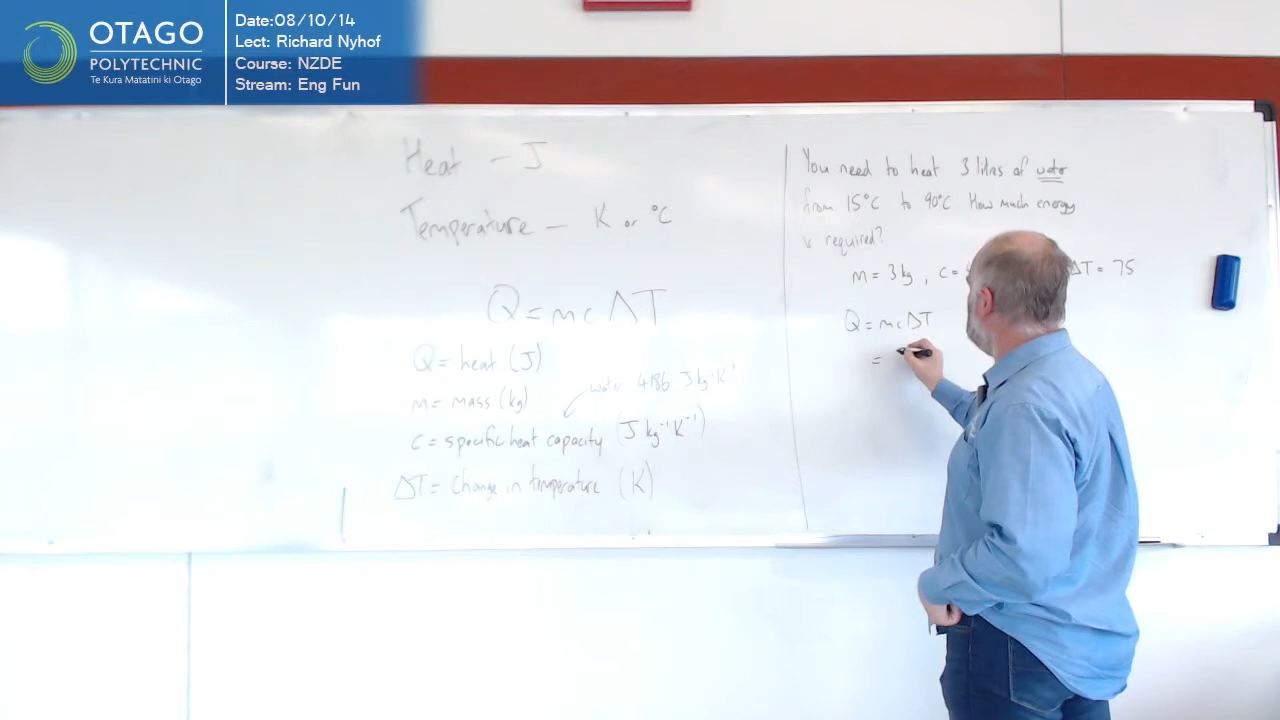 OTAGO
POLYTECHNIC
Te Kura Matatini ki Otago
Date:08/10/14
Lect: Richard Nyhof
Course: NZDE
Stream: Eng Fun
Heat - J
Temperature - K or °C
Q = mcΔT
Q = heat (J)
water 4186 J kg⁻¹ K⁻¹
m = mass (kg)
c = specific heat capacity (J kg⁻¹ K⁻¹)
ΔT = change in temperature (K)
You need to heat 3 litres of water
from 15°C to 90°C How much energy
is required?
m = 3 kg, c = ΔT = 75
Q = mcΔT
=